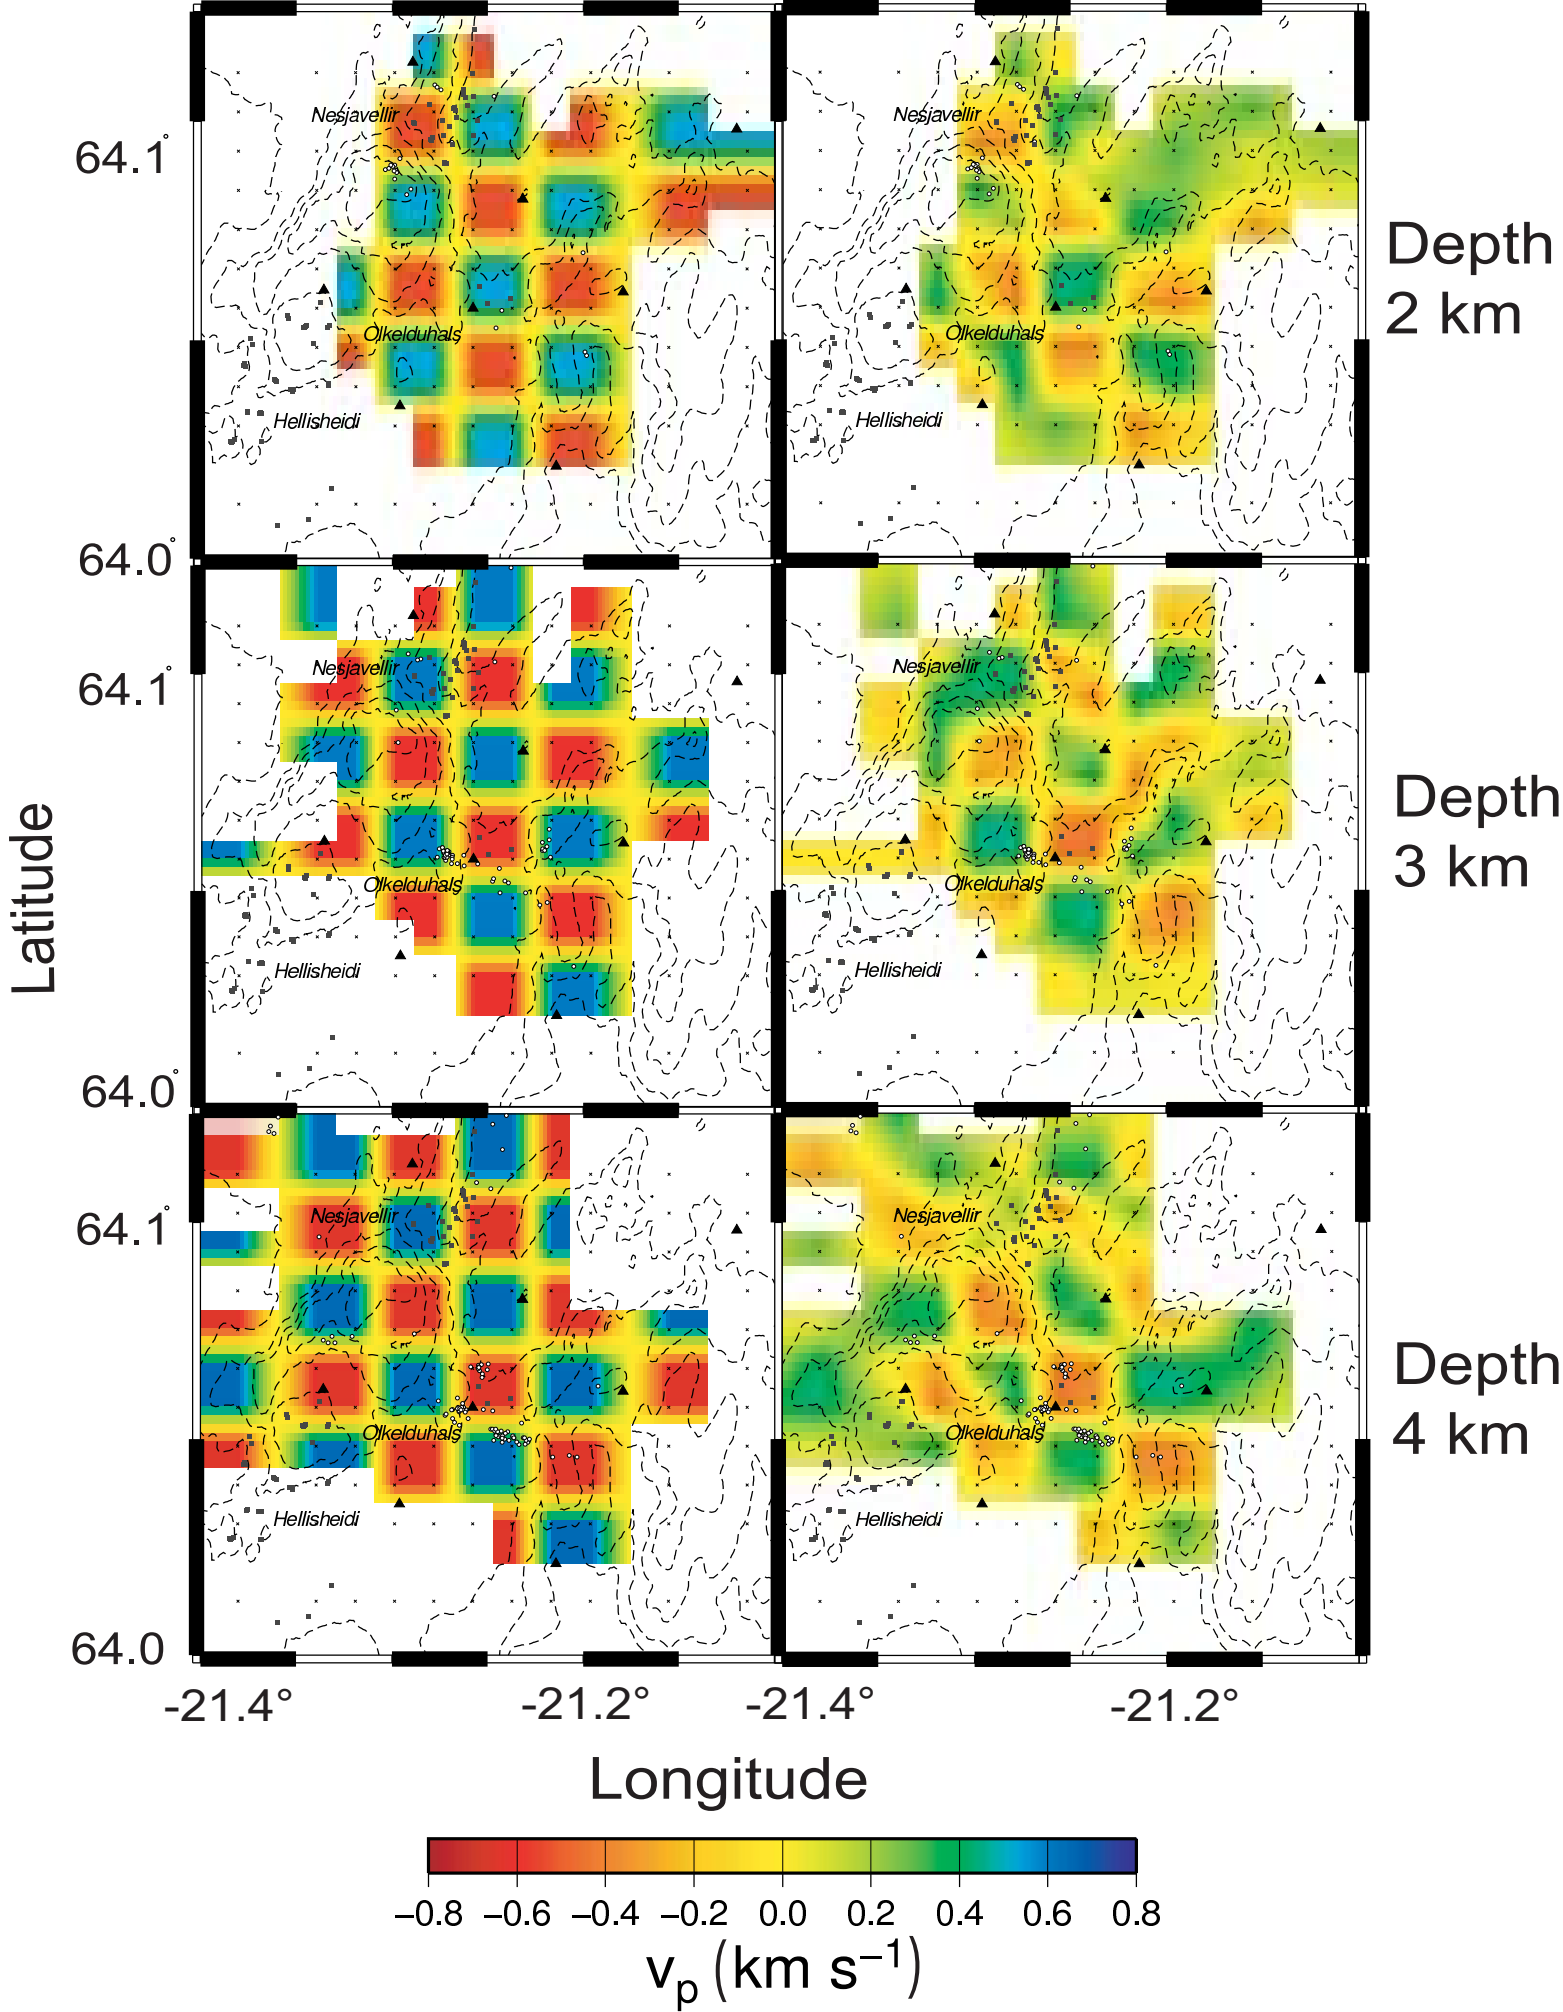 Nesjavellir
Nesjavellir
64.1°
Depth
2 km
Olkelduhals
Olkelduhals
Hellisheidi
Hellisheidi
64.0°
Nesjavellir
Nesjavellir
64.1°
Depth
3 km
Latitude
Olkelduhals
Olkelduhals
Hellisheidi
Hellisheidi
64.0°
Nesjavellir
Nesjavellir
64.1°
Depth
4 km
Olkelduhals
Olkelduhals
Hellisheidi
Hellisheidi
64.0
-21.4° -21.2° -21.4° -21.2°
Longitude
−0.8 −0.6 −0.4 −0.2 0.0 0.2 0.4 0.6 0.8
vp (km s−1)